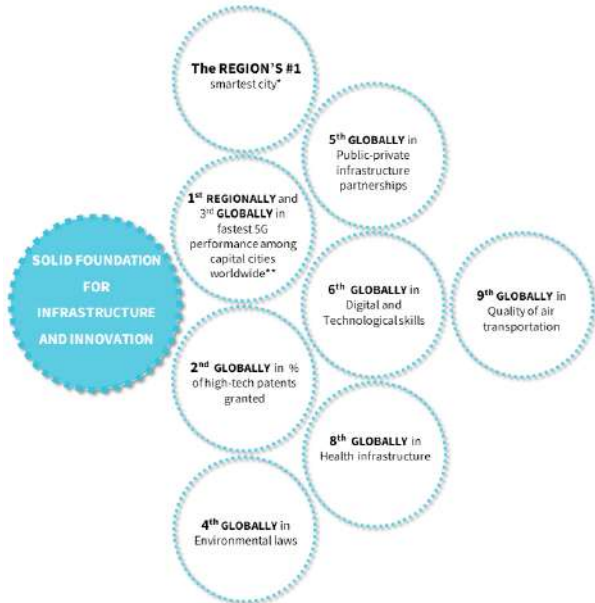 The REGION'S #1
smartest city*
5th GLOBALLY in
Public-private
infrastructure
partnerships
1st REGIONALLY and
3rd GLOBALLY in
fastest 5G
performance among
capital cities
worldwide**
SOLID FOUNDATION
FOR
INFRASTRUCTURE
AND INNOVATION
6th GLOBALLY in
Digital and
Technological skills
9th GLOBALLY in
Quality of air
transportation
2nd GLOBALLY in %
of high-tech patents
granted
8th GLOBALLY in
Health infrastructure
4th GLOBALLY in
Environmental laws